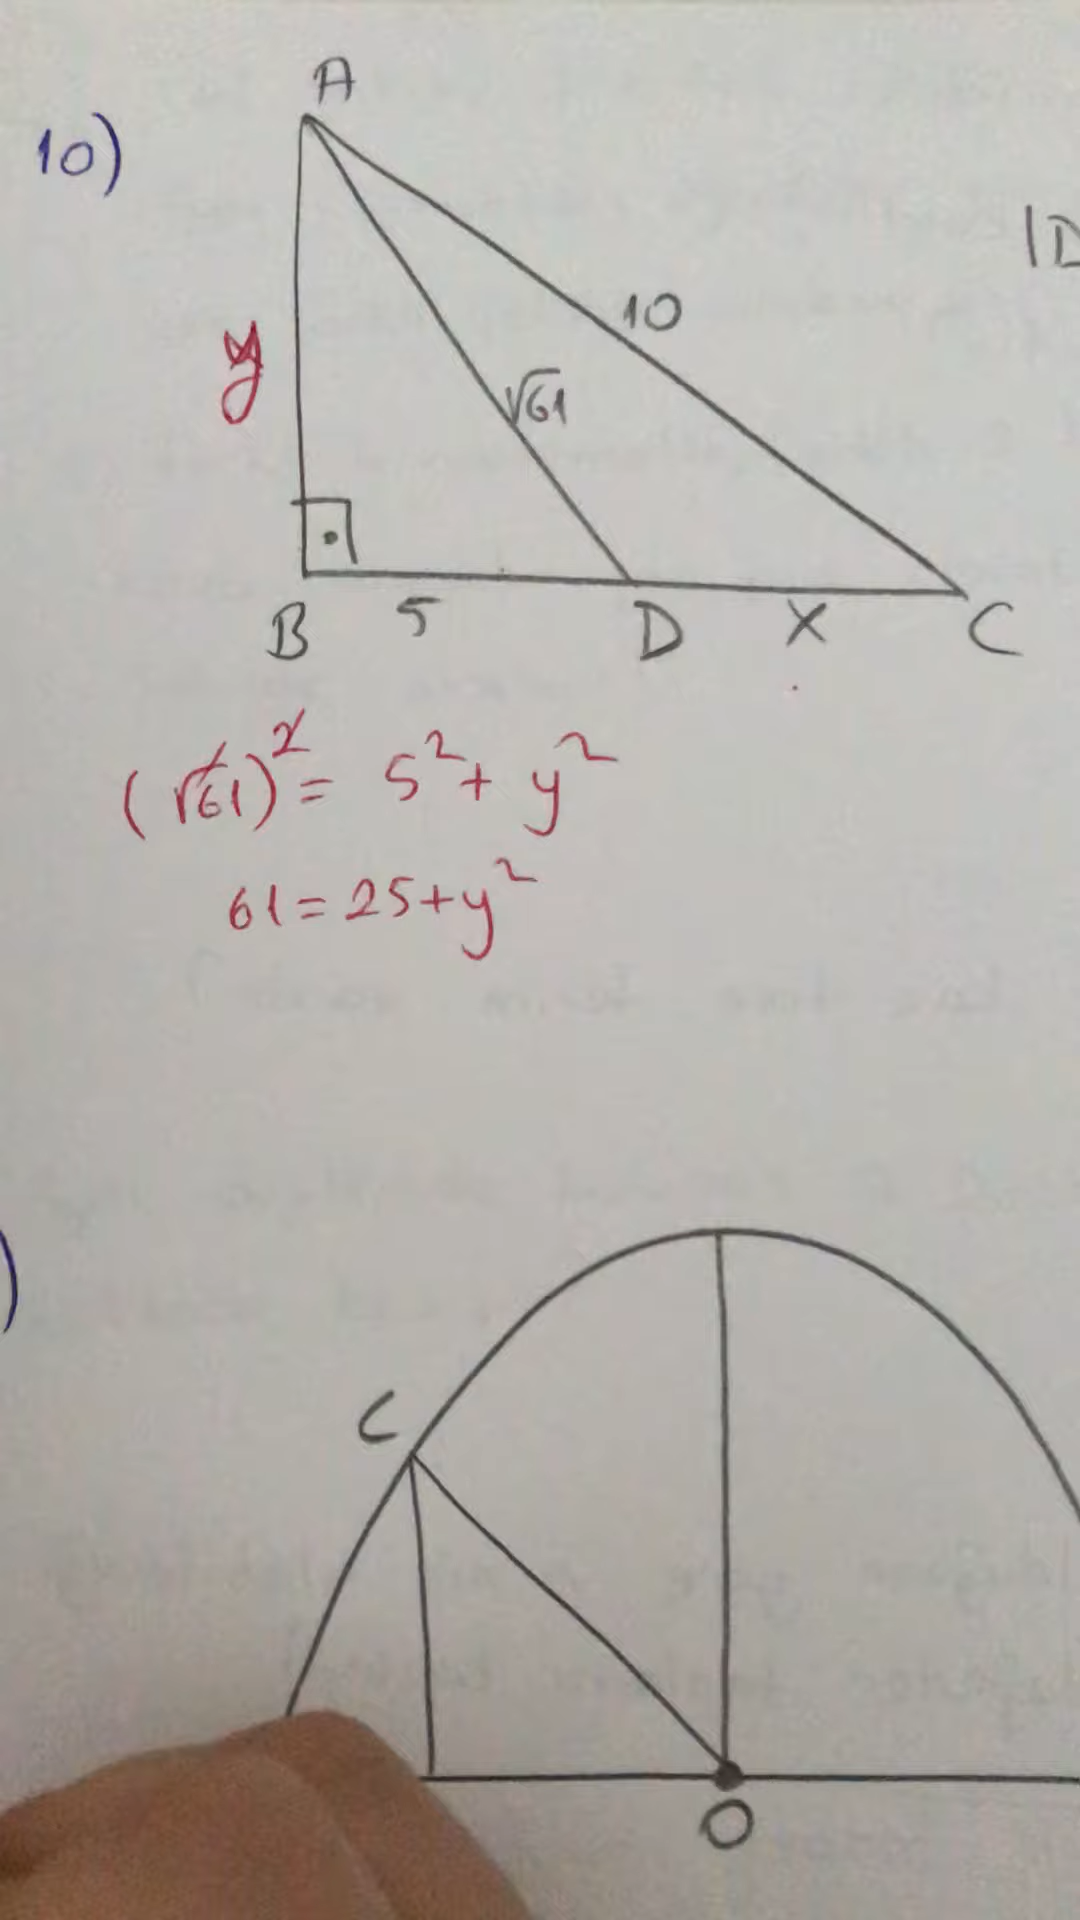 10)
A
|D
10
y
√61
B 5 D x C
(√61)² = 5² + y²
61 = 25 + y²
)
C
O